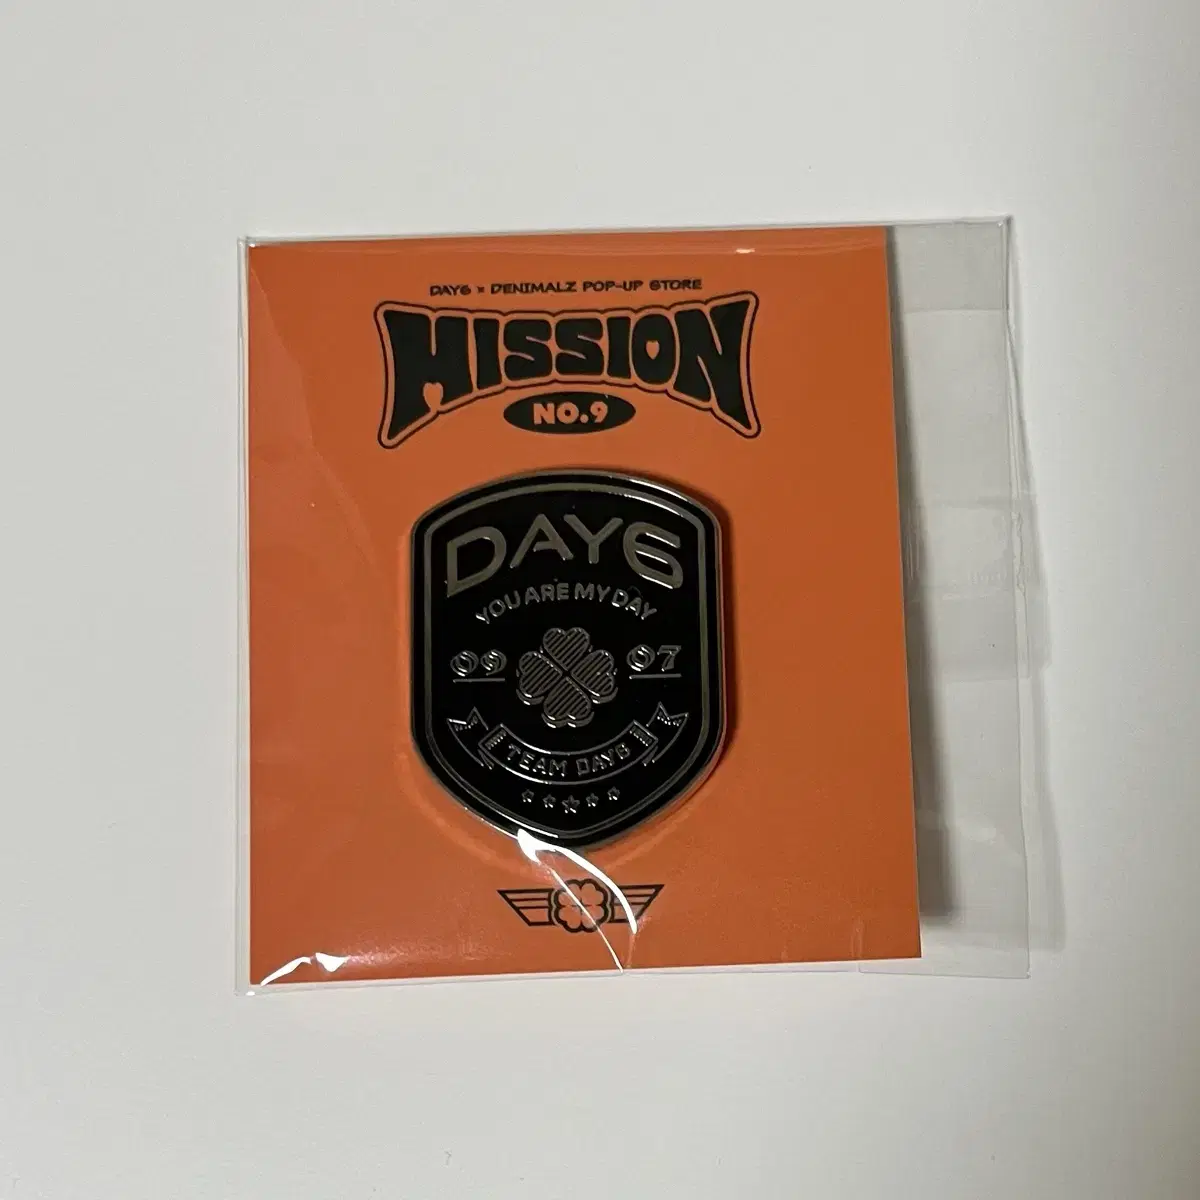 DAY6 × DENIMALZ POP-UP STORE
MISSION
NO.9
DAY6
YOU ARE MY DAY
09 07
TEAM DAY6